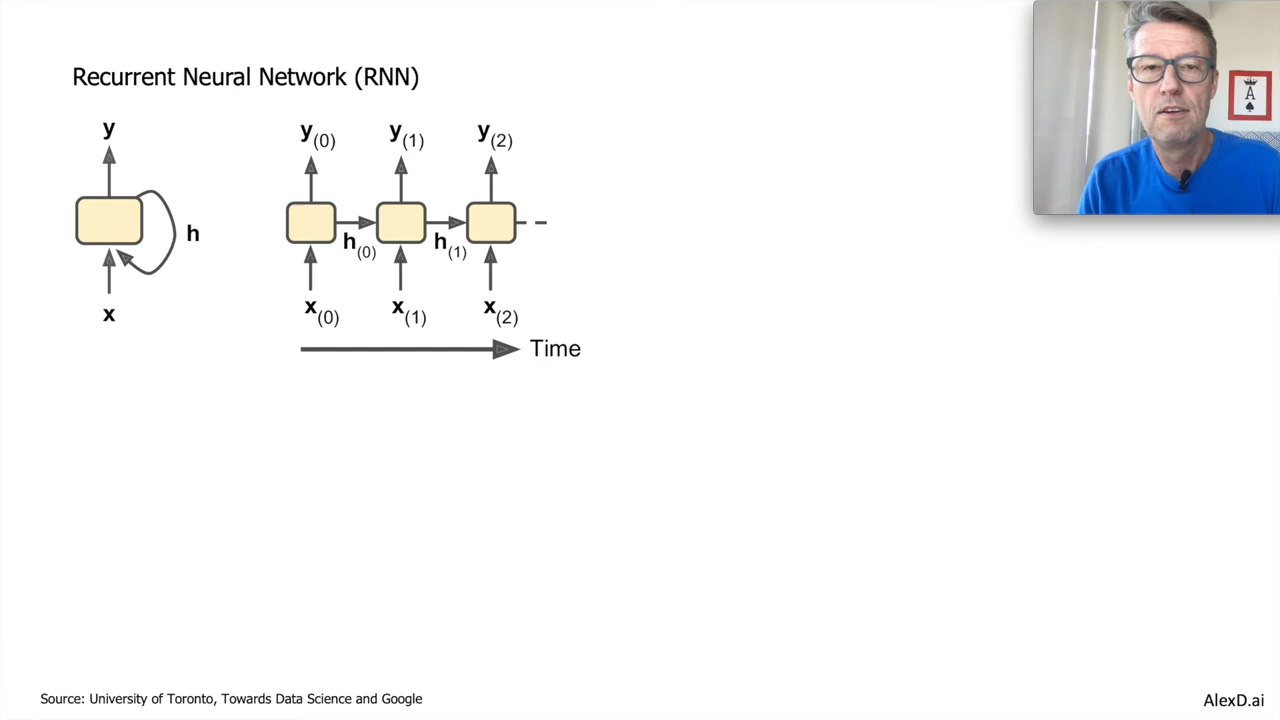 Recurrent Neural Network (RNN)
y
h
x
y(0) y(1) y(2)
h(0) h(1)
x(0) x(1) x(2)
Time
A
Source: University of Toronto, Towards Data Science and Google
AlexD.ai